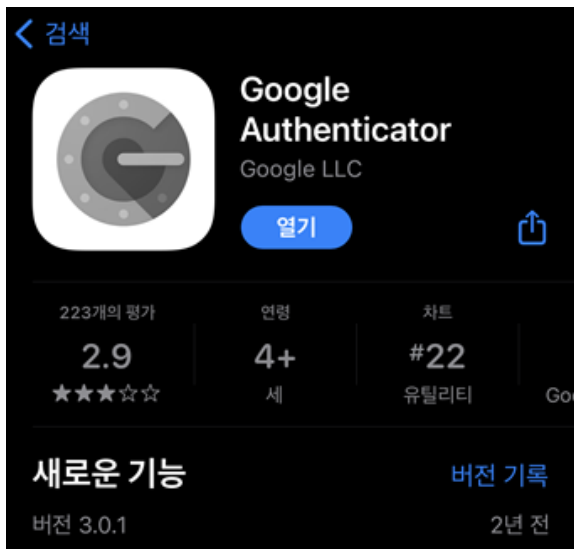 검색
Google
Authenticator
Google LLC
열기
223개의 평가
연령
차트
2.9
4+
#22
★★★☆☆
세
유틸리티
Goo
새로운 기능
버전 기록
버전 3.0.1
2년 전